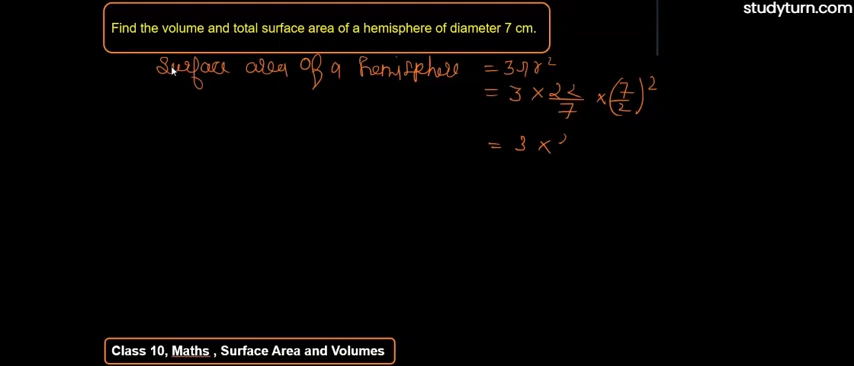 studyturn.com
Find the volume and total surface area of a hemisphere of diameter 7 cm.
Surface area of a hemisphere = 3πr²
= 3 × 22/7 × (7/2)²
= 3 ×
Class 10, Maths , Surface Area and Volumes